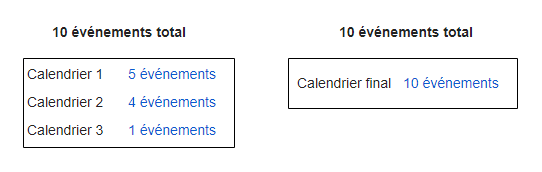 10 événements total
Calendrier 1 5 événements
Calendrier 2 4 événements
Calendrier 3 1 événements
10 événements total
Calendrier final 10 événements